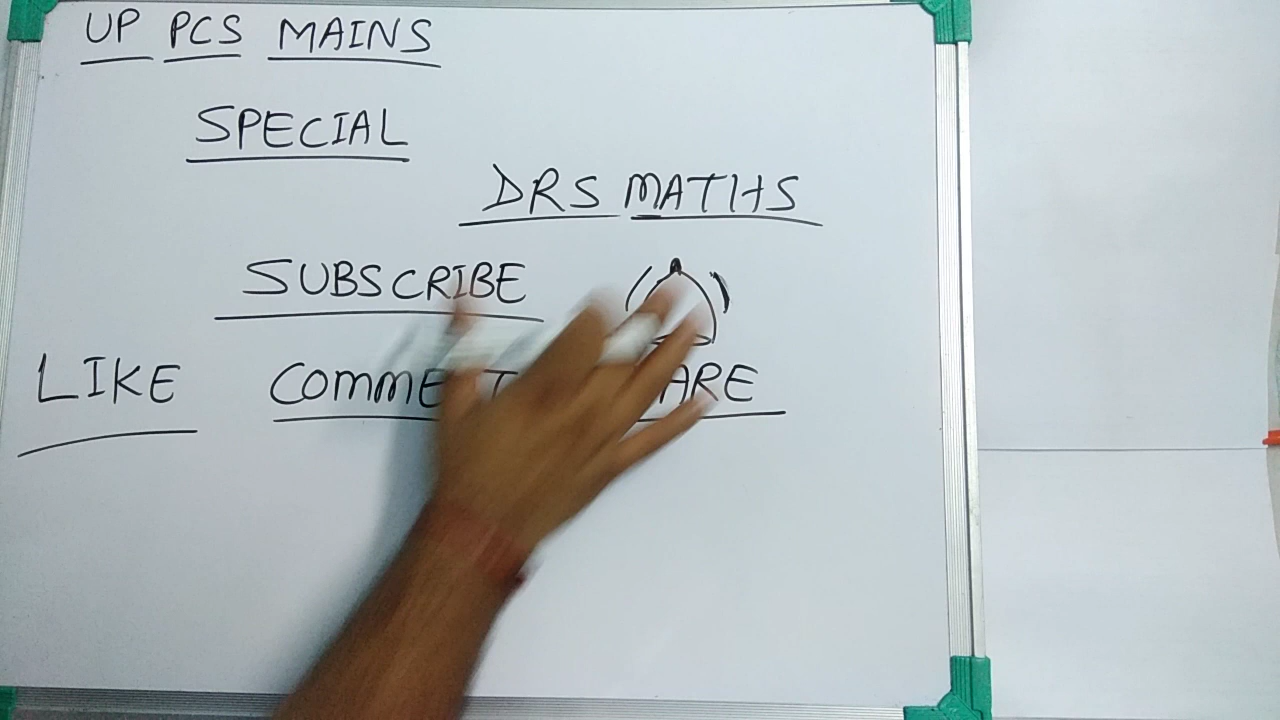 UP PCS MAINS
SPECIAL
DRS MATHS
SUBSCRIBE
LIKE